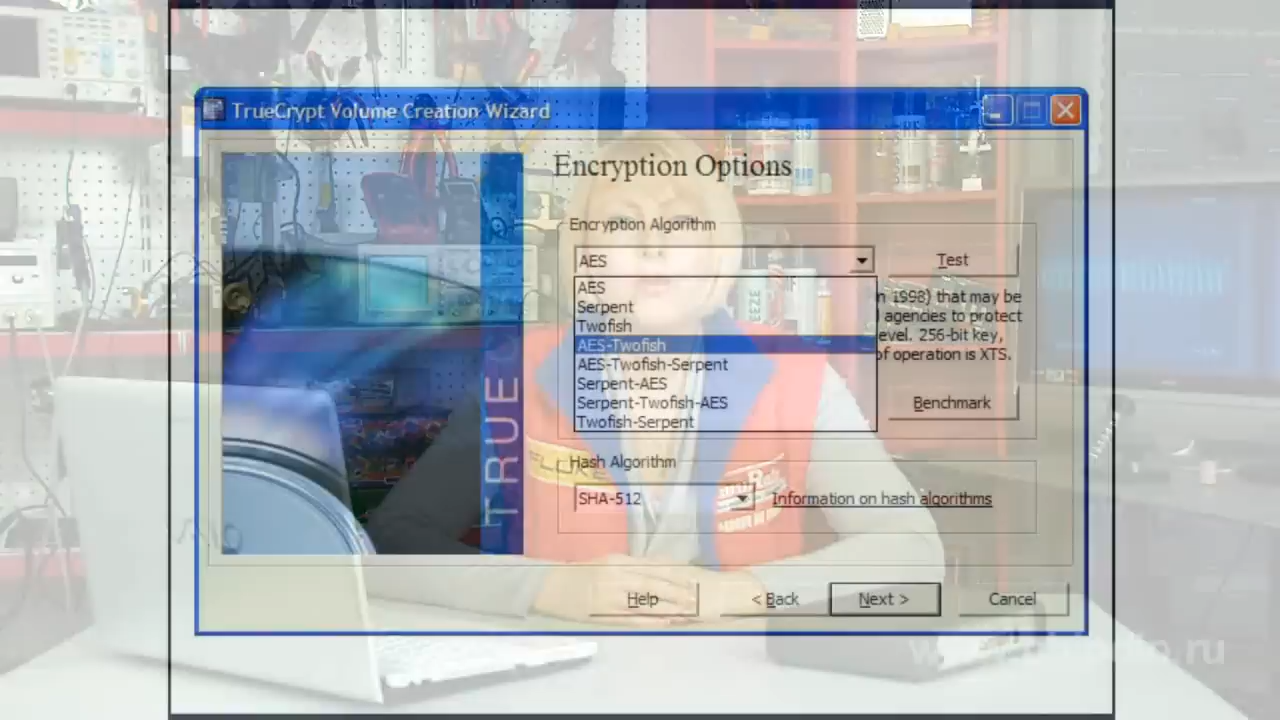 TrueCrypt Volume Creation Wizard
Encryption Options
Encryption Algorithm
AES
Test
AES
Serpent
Twofish
AES-Twofish
AES-Twofish-Serpent
Serpent-AES
Serpent-Twofish-AES
Twofish-Serpent
n 1998) that may be
agencies to protect
evel. 256-bit key,
of operation is XTS.
Benchmark
TRUEC
FLUKE
Hash Algorithm
SHA-512
Information on hash algorithms
Help
< Back
Next >
Cancel